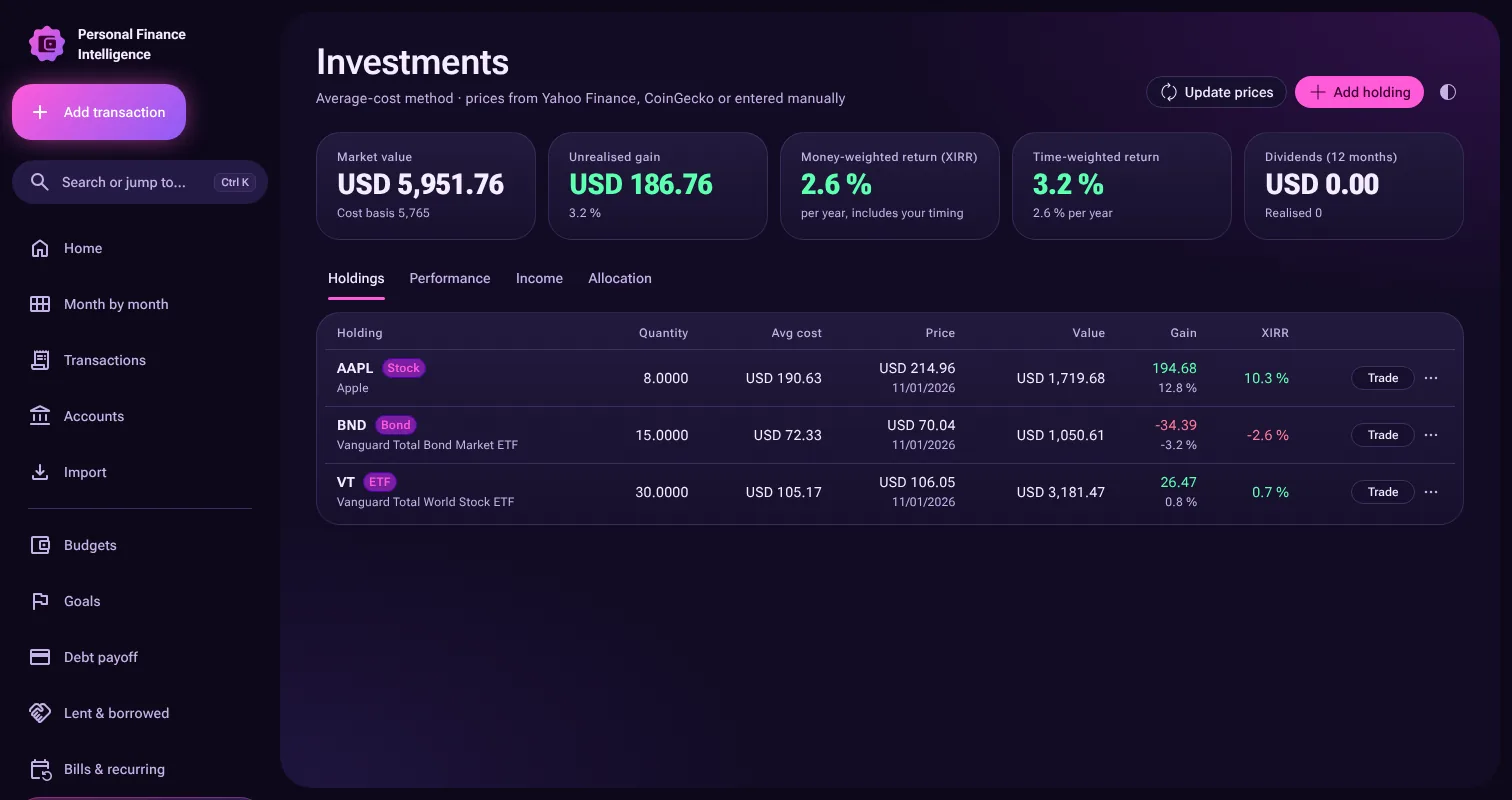 Personal Finance
Intelligence
Add transaction
Search or jump to... Ctrl K
Home
Month by month
Transactions
Accounts
Import
Budgets
Goals
Debt payoff
Lent & borrowed
Bills & recurring
Investments
Average-cost method · prices from Yahoo Finance, CoinGecko or entered manually
Update prices
Add holding
Market value
USD 5,951.76
Cost basis 5,765
Unrealised gain
USD 186.76
3.2 %
Money-weighted return (XIRR)
2.6 %
per year, includes your timing
Time-weighted return
3.2 %
2.6 % per year
Dividends (12 months)
USD 0.00
Realised 0
Holdings Performance Income Allocation
Holding Quantity Avg cost Price Value Gain XIRR
AAPL Stock 8.0000 USD 190.63 USD 214.96 USD 1,719.68 194.68 10.3 % Trade
Apple 11/01/2026 12.8 %
BND Bond 15.0000 USD 72.33 USD 70.04 USD 1,050.61 -34.39 -2.6 % Trade
Vanguard Total Bond Market ETF 11/01/2026 -3.2 %
VT ETF 30.0000 USD 105.17 USD 106.05 USD 3,181.47 26.47 0.7 % Trade
Vanguard Total World Stock ETF 11/01/2026 0.8 %